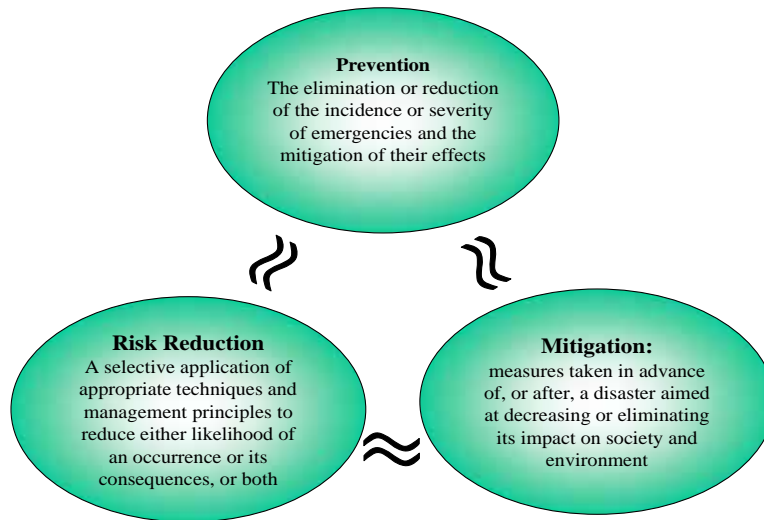 Prevention
The elimination or reduction
of the incidence or severity
of emergencies and the
mitigation of their effects
Risk Reduction
A selective application of
appropriate techniques and
management principles to
reduce either likelihood of
an occurrence or its
consequences, or both
Mitigation:
measures taken in advance
of, or after, a disaster aimed
at decreasing or eliminating
its impact on society and
environment